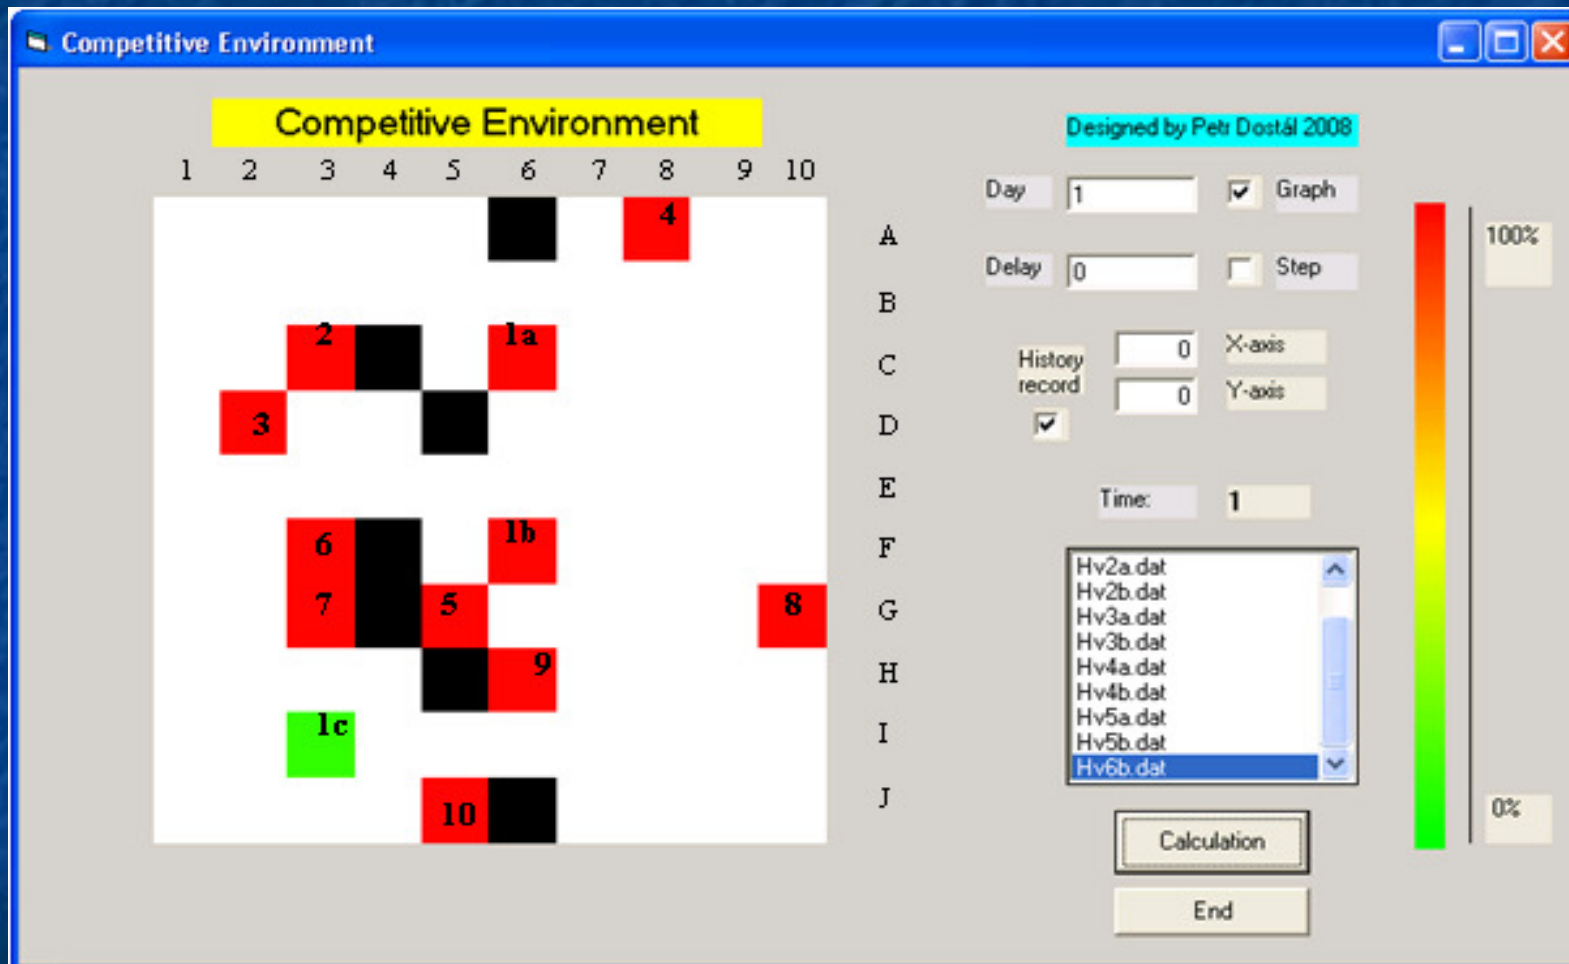 Competitive Environment
Competitive Environment
Designed by Petr Dostál 2008
1 2 3 4 5 6 7 8 9 10
Day 1 Graph
4
A
100%
Delay 0 Step
B
2 1a
C
History record
0 X-axis
0 Y-axis
3
D
E
Time: 1
6 1b
F
7 5 8
G
9
H
1c
I
10
J
Hv2a.dat
Hv2b.dat
Hv3a.dat
Hv3b.dat
Hv4a.dat
Hv4b.dat
Hv5a.dat
Hv5b.dat
Hv6b.dat
0%
Calculation
End